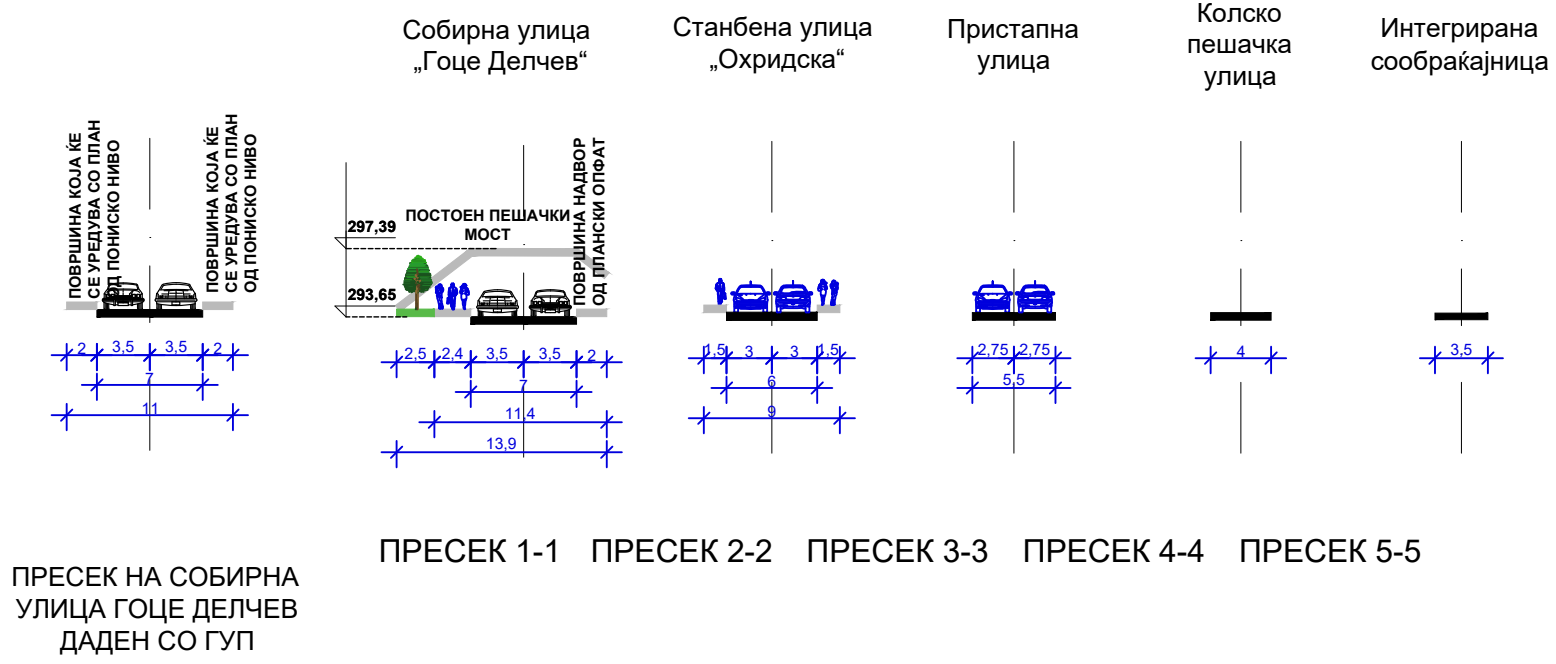 Собирна улица
„Гоце Делчев“
Станбена улица
„Охридска“
Пристапна
улица
Колско
пешачка
улица
Интегрирана
сообраќајница
ПОВРШИНА КОЈА ЌЕ
СЕ УРЕДУВА СО ПЛАН
ОД ПОНИСКО НИВО
ПОВРШИНА КОЈА ЌЕ
СЕ УРЕДУВА СО ПЛАН
ОД ПОНИСКО НИВО
297,39
293,65
ПОСТОЕН ПЕШАЧКИ
МОСТ
ПОВРШИНА НАДВОР
ОД ПЛАНСКИ ОПФАТ
2 3,5 3,5 2
7
11
2,5 2,4 3,5 3,5 2
7
11,4
13,9
1,5 3 3 1,5
6
9
2,75 2,75
5,5
4
3,5
ПРЕСЕК 1-1 ПРЕСЕК 2-2 ПРЕСЕК 3-3 ПРЕСЕК 4-4 ПРЕСЕК 5-5
ПРЕСЕК НА СОБИРНА
УЛИЦА ГОЦЕ ДЕЛЧЕВ
ДАДЕН СО ГУП